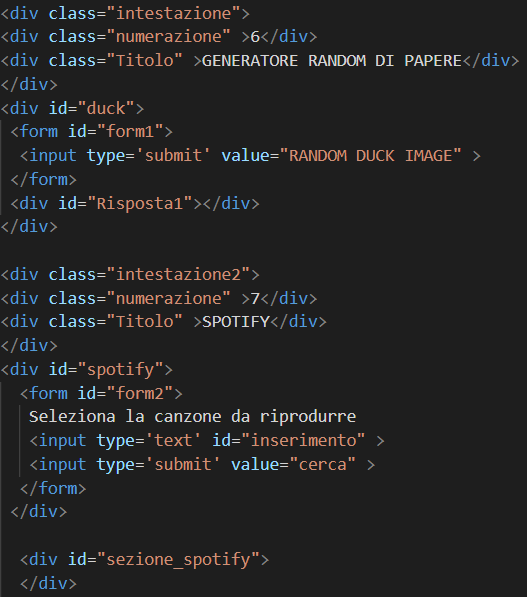 <div class="intestazione">
<div class="numerazione" >6</div>
<div class="Titolo" >GENERATORE RANDOM DI PAPERE</div>
</div>
<div id="duck">
<form id="form1">
<input type='submit' value="RANDOM DUCK IMAGE" >
</form>
<div id="Risposta1"></div>
</div>
<div class="intestazione2">
<div class="numerazione" >7</div>
<div class="Titolo" >SPOTIFY</div>
</div>
<div id="spotify">
<form id="form2">
Seleziona la canzone da riprodurre
<input type='text' id="inserimento" >
<input type='submit' value="cerca" >
</form>
</div>
<div id="sezione_spotify">
</div>